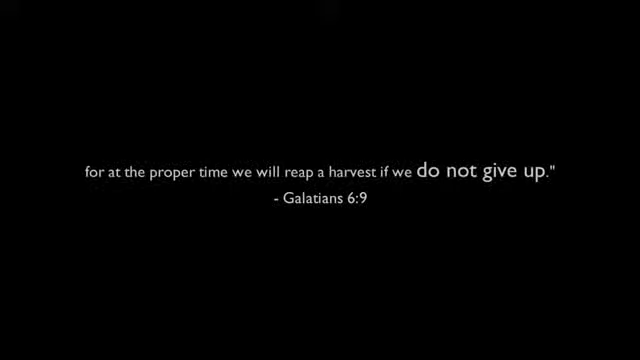 for at the proper time we will reap a harvest if we do not give up."
- Galatians 6:9